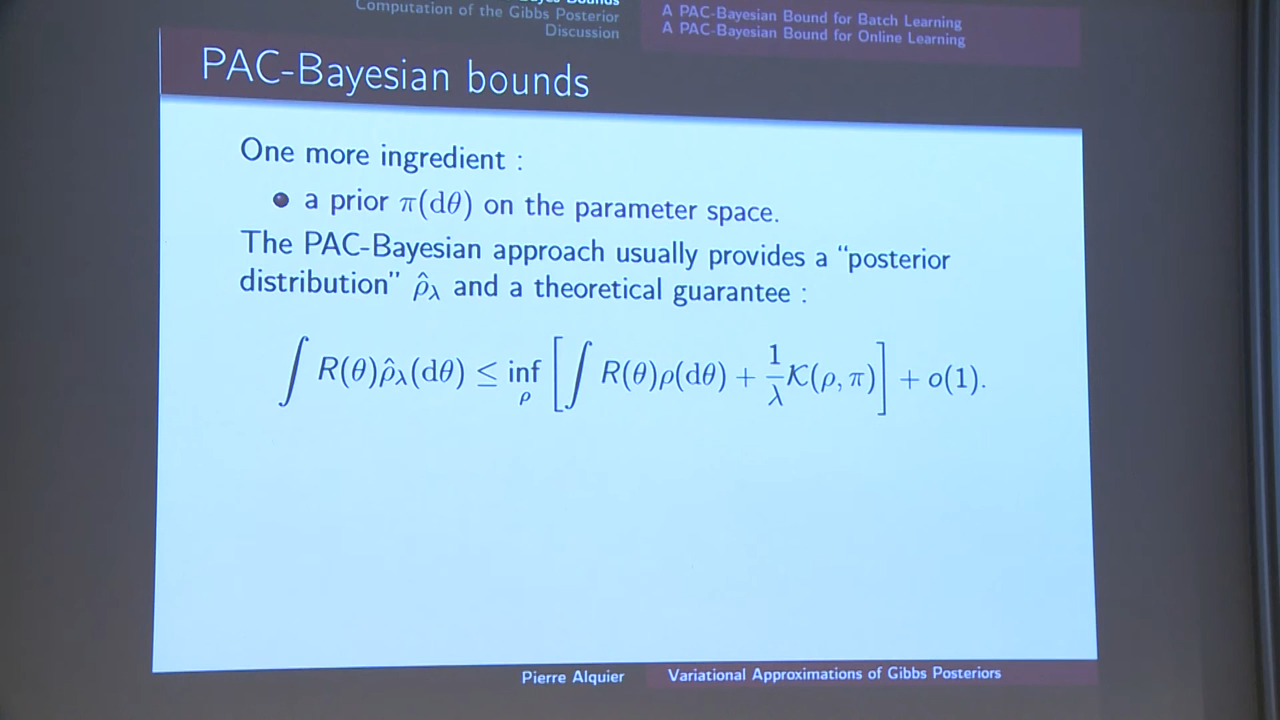 Bounds
Computation of the Gibbs Posterior
Discussion
A PAC-Bayesian Bound for Batch Learning
A PAC-Bayesian Bound for Online Learning
PAC-Bayesian bounds
One more ingredient :
a prior π(dθ) on the parameter space.
The PAC-Bayesian approach usually provides a “posterior
distribution” ρ̂_λ and a theoretical guarantee :
∫ R(θ)ρ̂_λ(dθ) ≤ inf_ρ [ ∫ R(θ)ρ(dθ) + 1/λ 𝒦(ρ, π) ] + o(1).
Pierre Alquier
Variational Approximations of Gibbs Posteriors